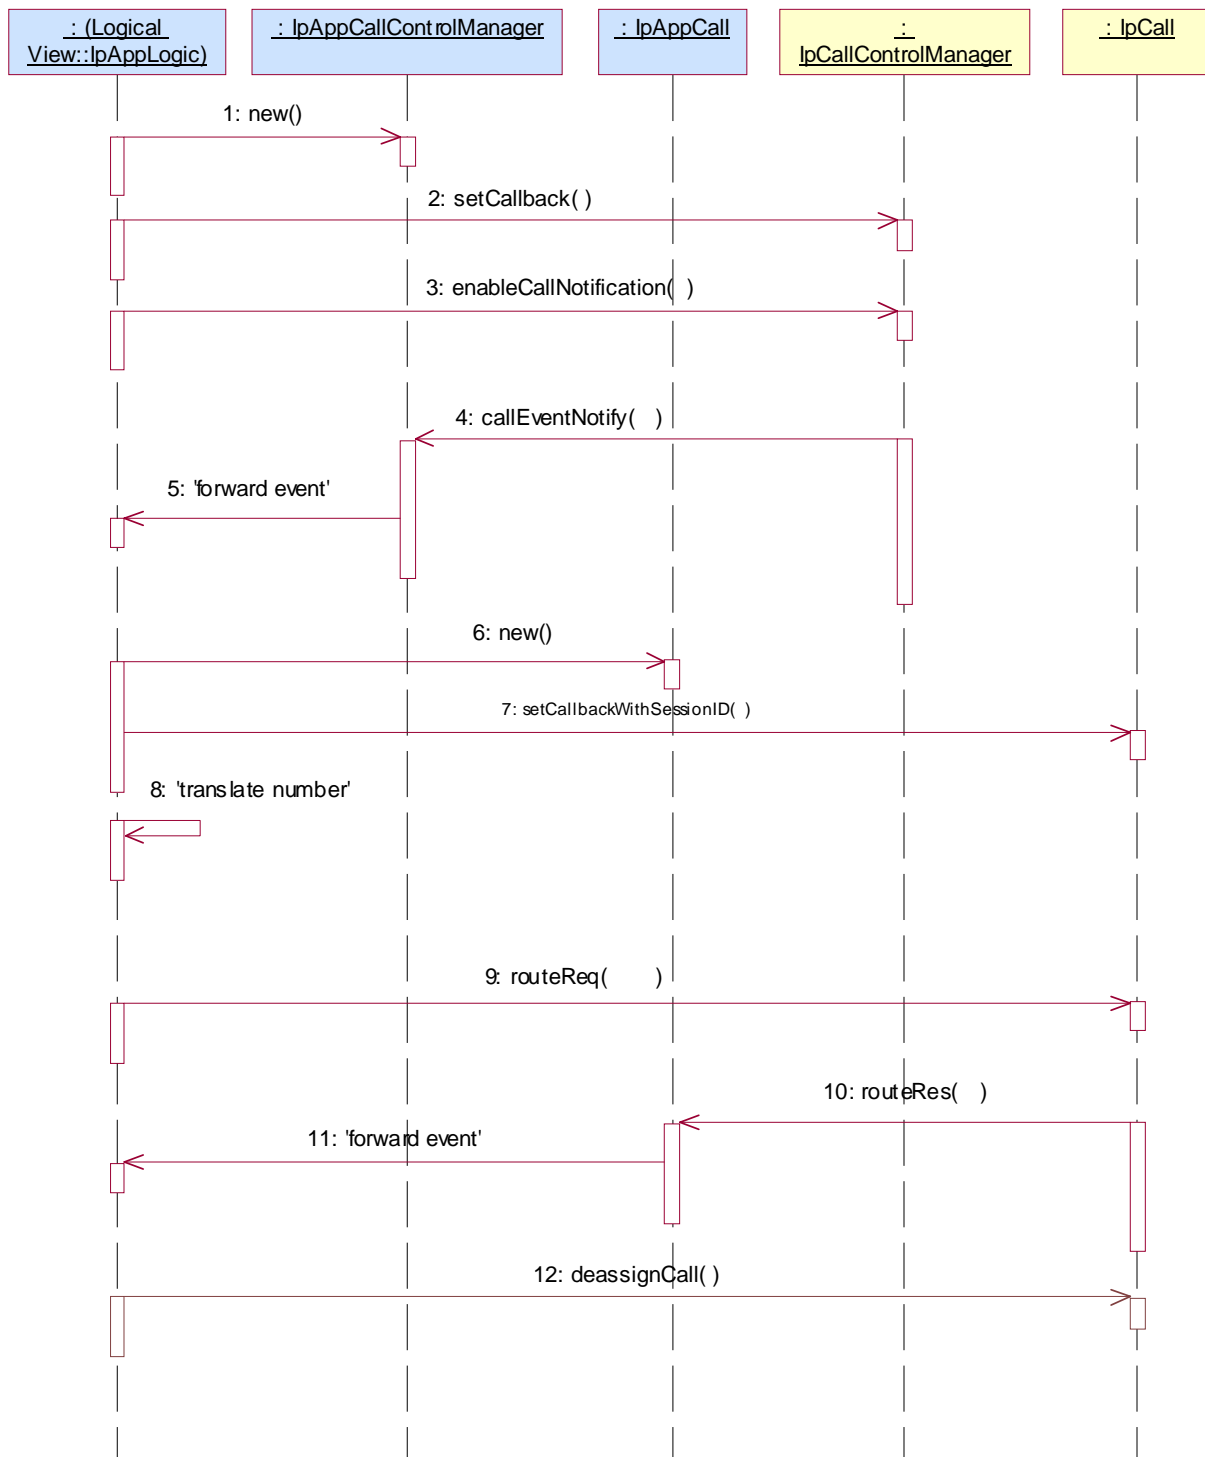 : (Logical
View::IpAppLogic)
: IpAppCallControlManager
: IpAppCall
:
IpCallControlManager
: IpCall
1: new()
2: setCallback( )
3: enableCallNotification(  )
4: callEventNotify(   )
5: 'forward event'
6: new()
7: setCallbackWithSessionID(  )
8: 'translate number'
9: routeReq(        )
10: routeRes(    )
11: 'forward event'
12: deassignCall( )